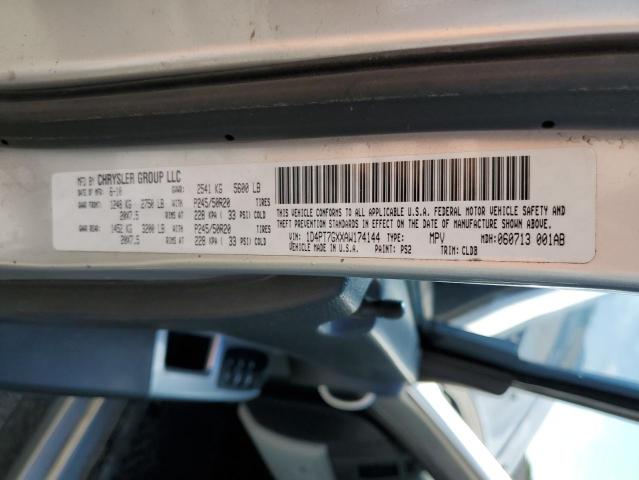 MFD BY CHRYSLER GROUP LLC
DATE OF MFR 6-10 GVWR: 2541 KG 5600 LB
GAWR FRONT: 1248 KG 2750 LB P245/50R20
20X7.5 RIMS AT 228 KPA ( 33 PSI) COLD
GAWR REAR: 1452 KG 3200 LB P245/50R20
20X7.5 RIMS AT 228 KPA ( 33 PSI) COLD
THIS VEHICLE CONFORMS TO ALL APPLICABLE U.S.A. FEDERAL MOTOR VEHICLE SAFETY AND
THEFT PREVENTION STANDARDS IN EFFECT ON THE DATE OF MANUFACTURE SHOWN ABOVE.
VIN: 1D4PT7GXXAW174144 TYPE: MPV MDH: 060713 001AB
VEHICLE MADE IN U.S.A. PAINT: PS2 TRIM: CLDB